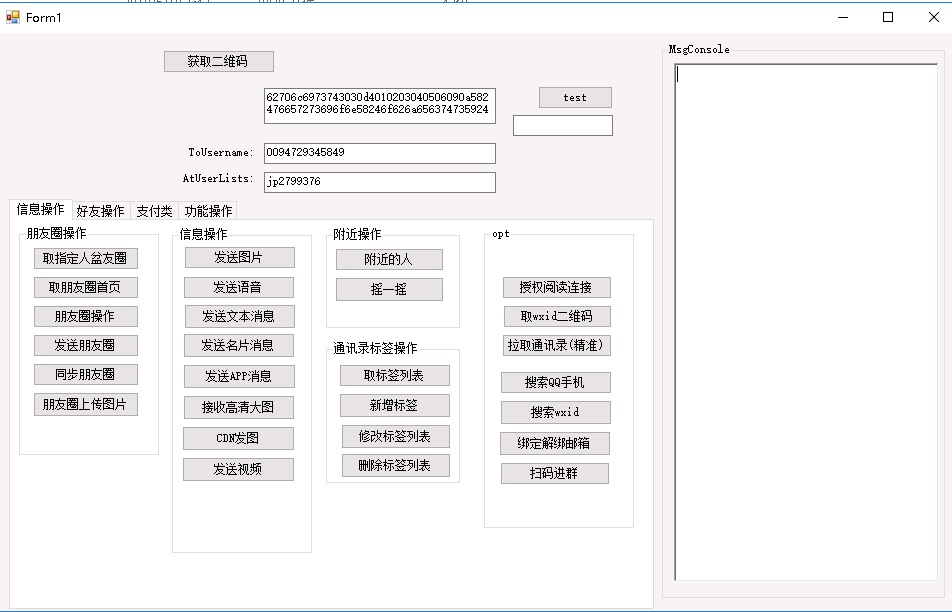 Form1
获取二维码
62706c6973743030d4010203040506090a582
476657273696f6e58246f626a656374735924
test
ToUsername:
0094729345849
AtUserLists:
jp2799376
信息操作
好友操作
支付类
功能操作
朋友圈操作
取指定人盆友圈
取朋友圈首页
朋友圈操作
发送朋友圈
同步朋友圈
朋友圈上传图片
信息操作
发送图片
发送语音
发送文本消息
发送名片消息
发送APP消息
接收高清大图
CDN发图
发送视频
附近操作
附近的人
摇一摇
通讯录标签操作
取标签列表
新增标签
修改标签列表
删除标签列表
opt
授权阅读连接
取wxid二维码
拉取通讯录(精准)
搜索QQ手机
搜索wxid
绑定解绑邮箱
扫码进群
MsgConsole